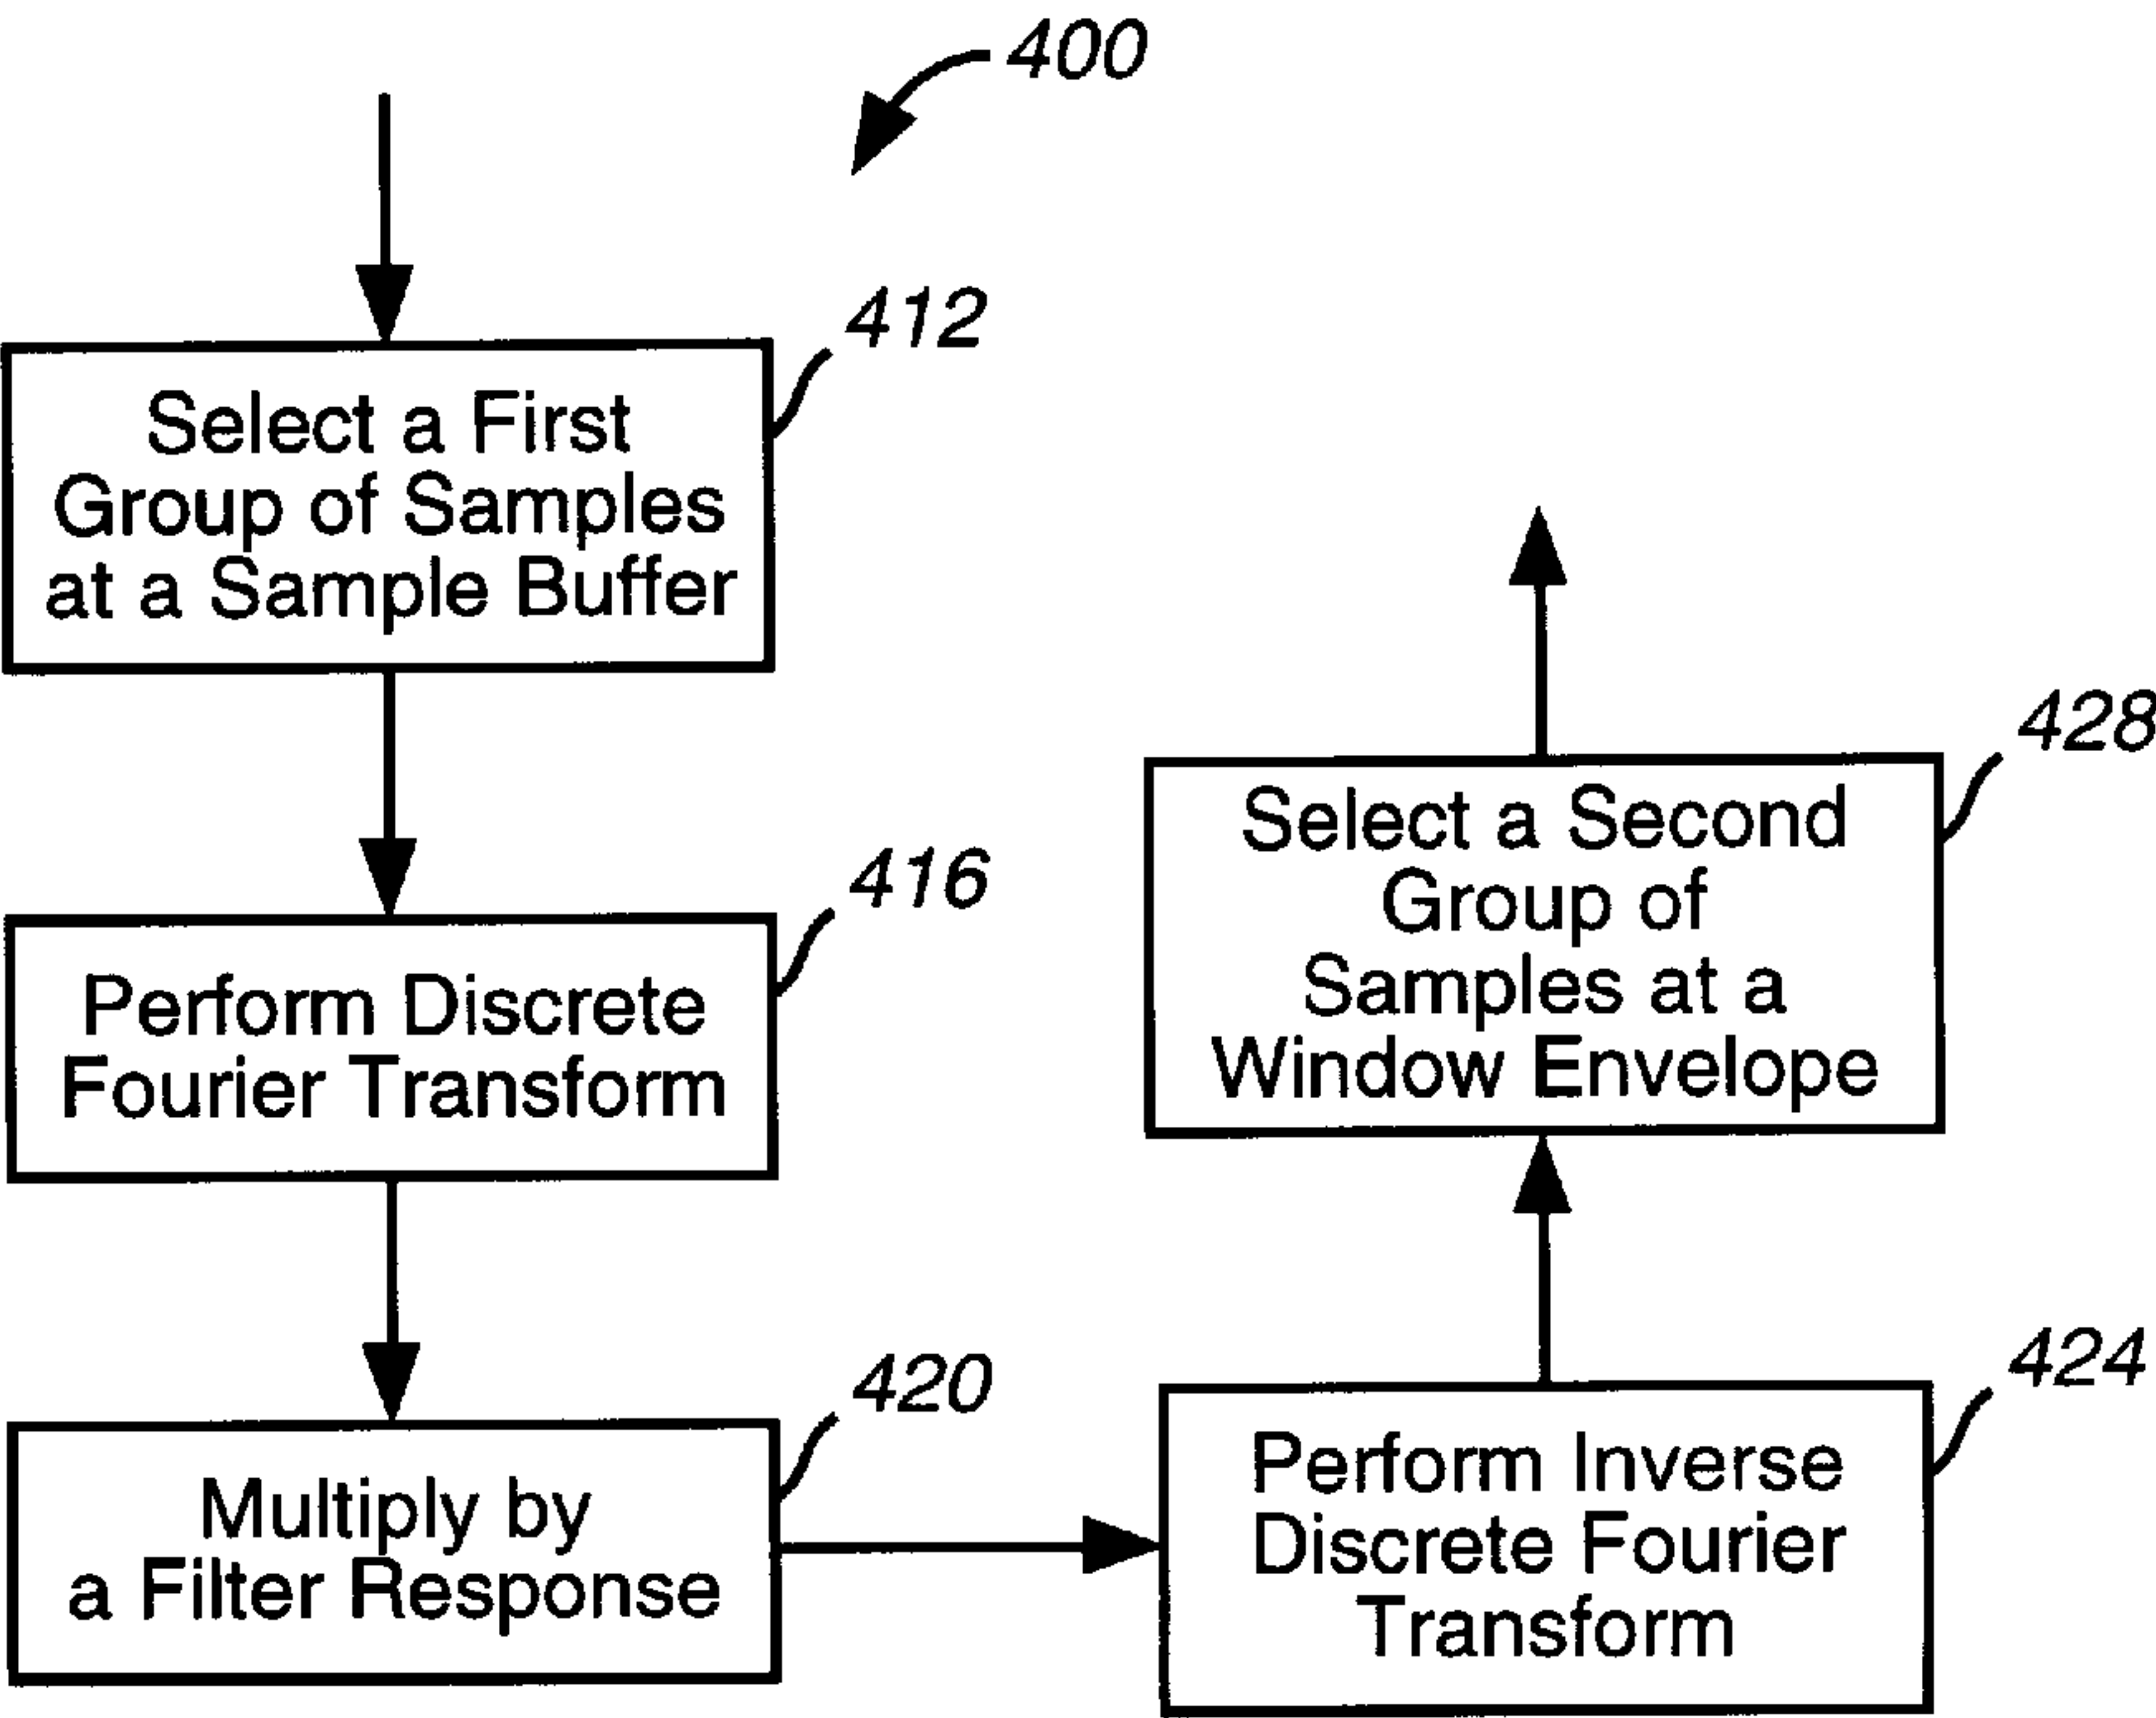 400
412
Select a First
Group of Samples
at a Sample Buffer
416
Perform Discrete
Fourier Transform
420
Multiply by
a Filter Response
424
Perform Inverse
Discrete Fourier
Transform
428
Select a Second
Group of
Samples at a
Window Envelope